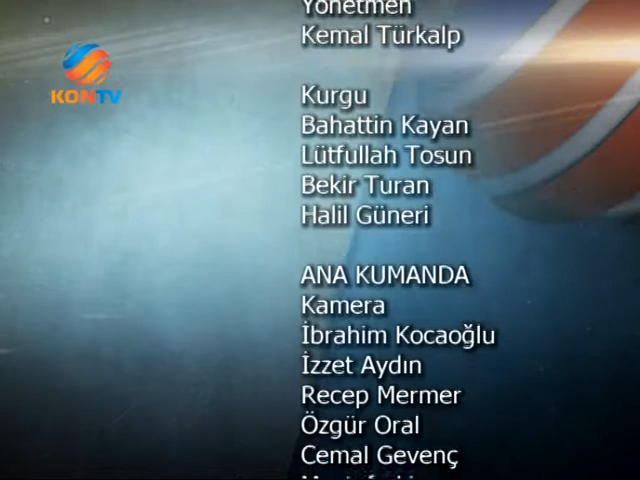 Yönetmen
Kemal Türkalp
KONTV
Kurgu
Bahattin Kayan
Lütfullah Tosun
Bekir Turan
Halil Güneri
ANA KUMANDA
Kamera
İbrahim Kocaoğlu
İzzet Aydın
Recep Mermer
Özgür Oral
Cemal Gevenç